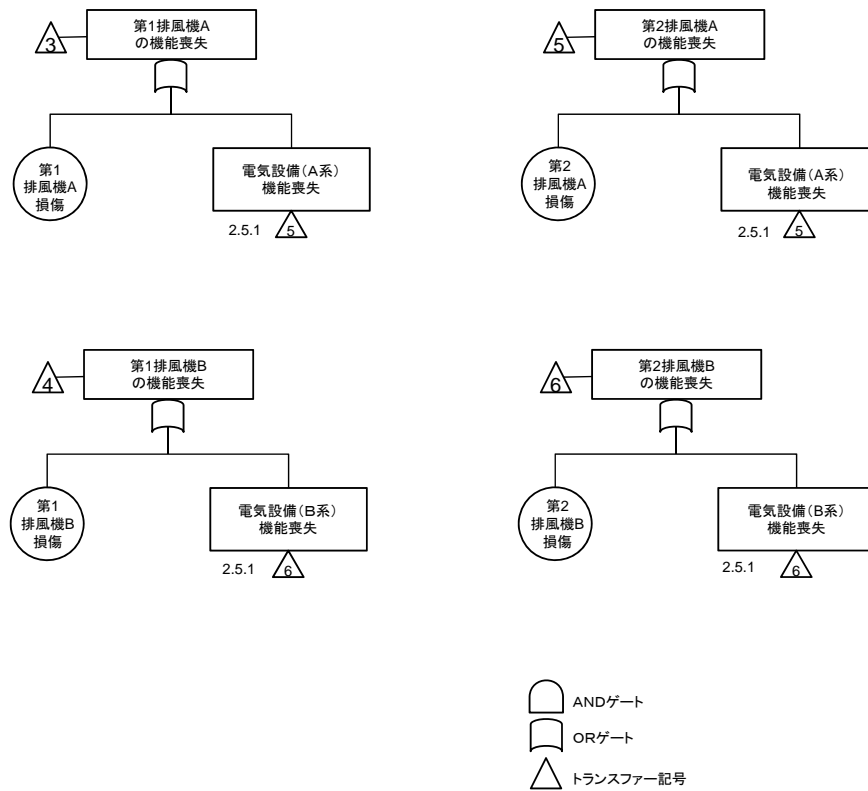 3
第1排風機A
の機能喪失
第1
排風機A
損傷
電気設備(A系)
機能喪失
2.5.1
5
5
第2排風機A
の機能喪失
第2
排風機A
損傷
電気設備(A系)
機能喪失
2.5.1
5
4
第1排風機B
の機能喪失
第1
排風機B
損傷
電気設備(B系)
機能喪失
2.5.1
6
6
第2排風機B
の機能喪失
第2
排風機B
損傷
電気設備(B系)
機能喪失
2.5.1
6
ANDゲート
ORゲート
トランスファー記号